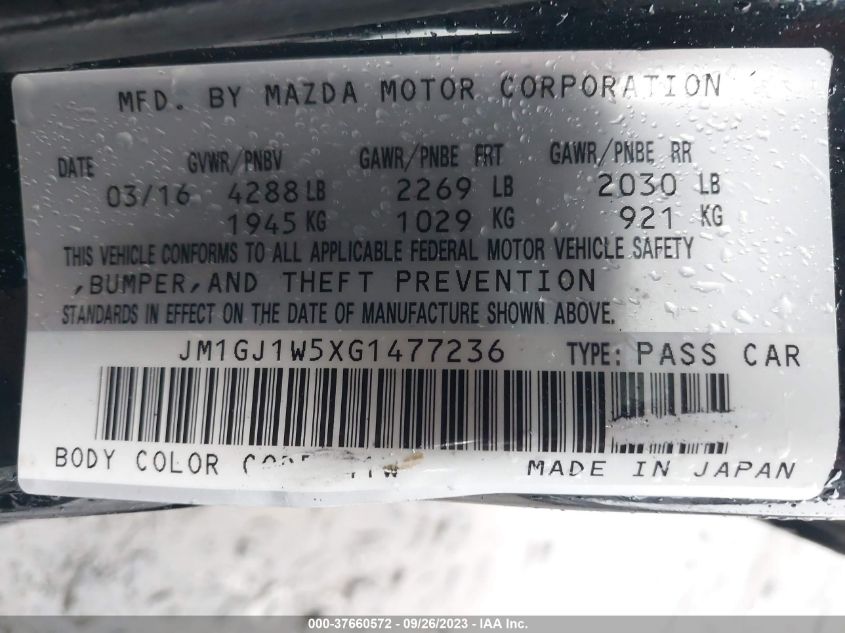 MFD. BY MAZDA MOTOR CORPORATION
DATE GVWR/PNBV GAWR/PNBE FRT GAWR/PNBE RR
03/16 4288 LB 2269 LB 2030 LB
1945 KG 1029 KG 921 KG
THIS VEHICLE CONFORMS TO ALL APPLICABLE FEDERAL MOTOR VEHICLE SAFETY
,BUMPER,AND THEFT PREVENTION
STANDARDS IN EFFECT ON THE DATE OF MANUFACTURE SHOWN ABOVE.
JM1GJ1W5XG1477236 TYPE: PASS CAR
BODY COLOR MADE IN JAPAN
000-37660572 - 09/26/2023 - IAA Inc.